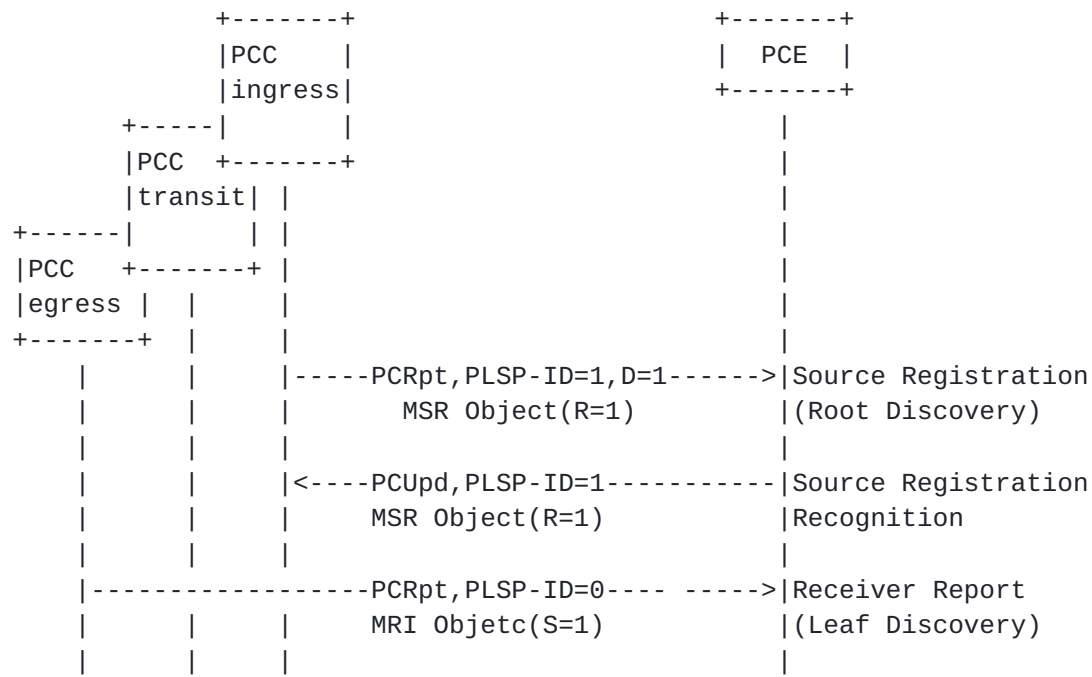 PCC
PCE
ingress
PCC
transit
PCC
egress
PCRpt,PLSP-ID=1,D=1 Source Registration
MSR Object(R=1) (Root Discovery)
PCUpd,PLSP-ID=1 Source Registration
MSR Object(R=1) Recognition
PCRpt,PLSP-ID=0 Receiver Report
MRI Objetc(S=1) (Leaf Discovery)